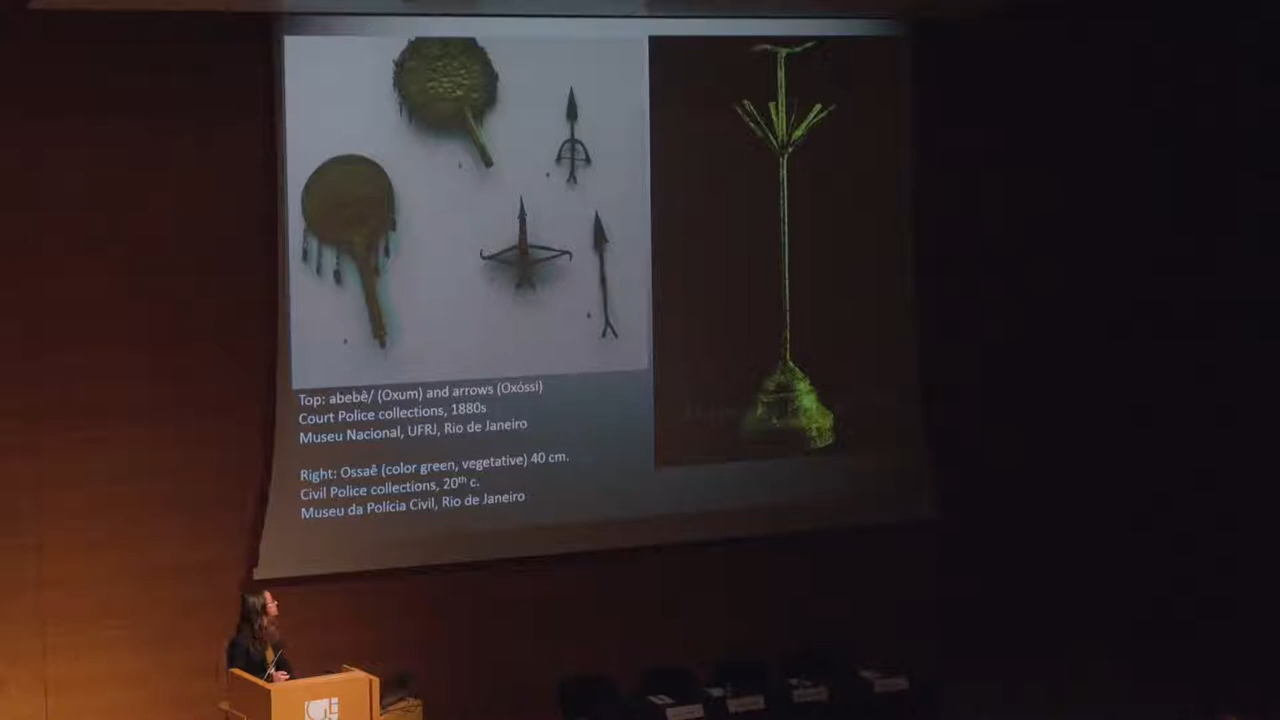 Top: abebê/ (Oxum) and arrows (Oxóssi)
Court Police collections, 1880s
Museu Nacional, UFRJ, Rio de Janeiro
Right: Ossaê (color green, vegetative) 40 cm.
Civil Police collections, 20th c.
Museu da Polícia Civil, Rio de Janeiro